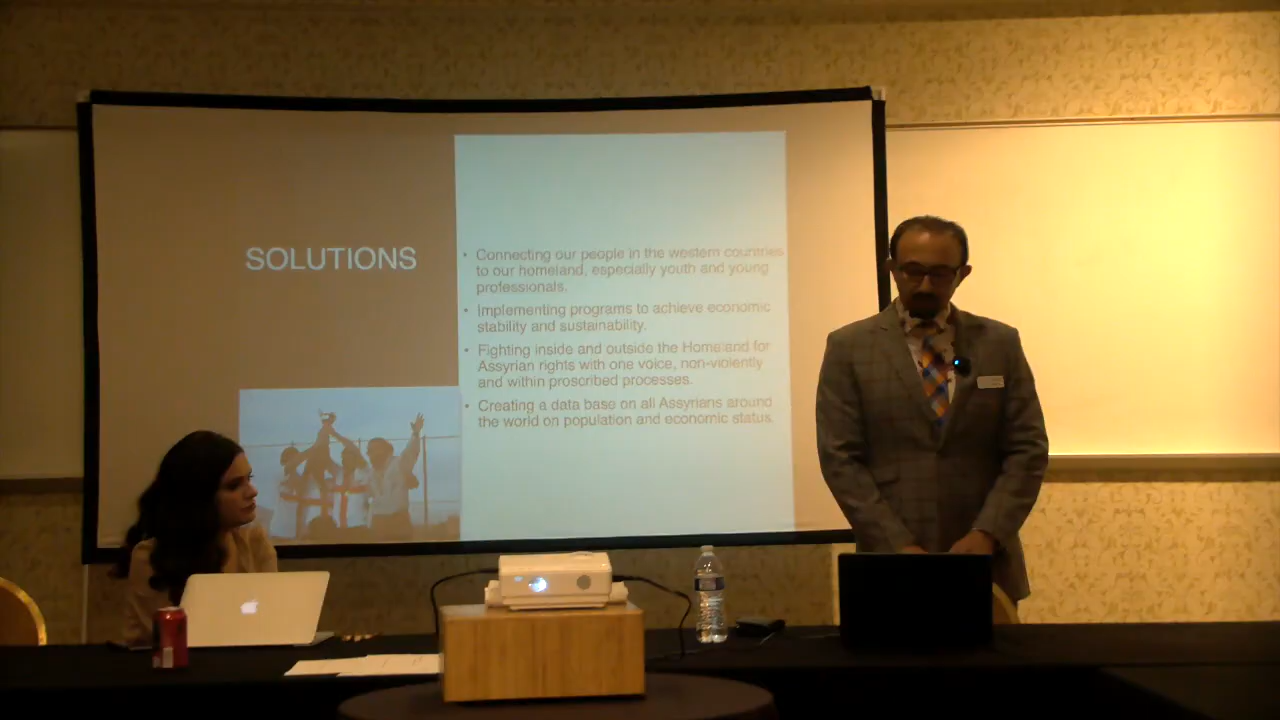 SOLUTIONS
• Connecting our people in the western countries
to our homeland, especially youth and young
professionals.
• Implementing programs to achieve economic
stability and sustainability.
• Fighting inside and outside the Homeland for
Assyrian rights with one voice, non-violently
and within proscribed processes.
• Creating a data base on all Assyrians around
the world on population and economic status.